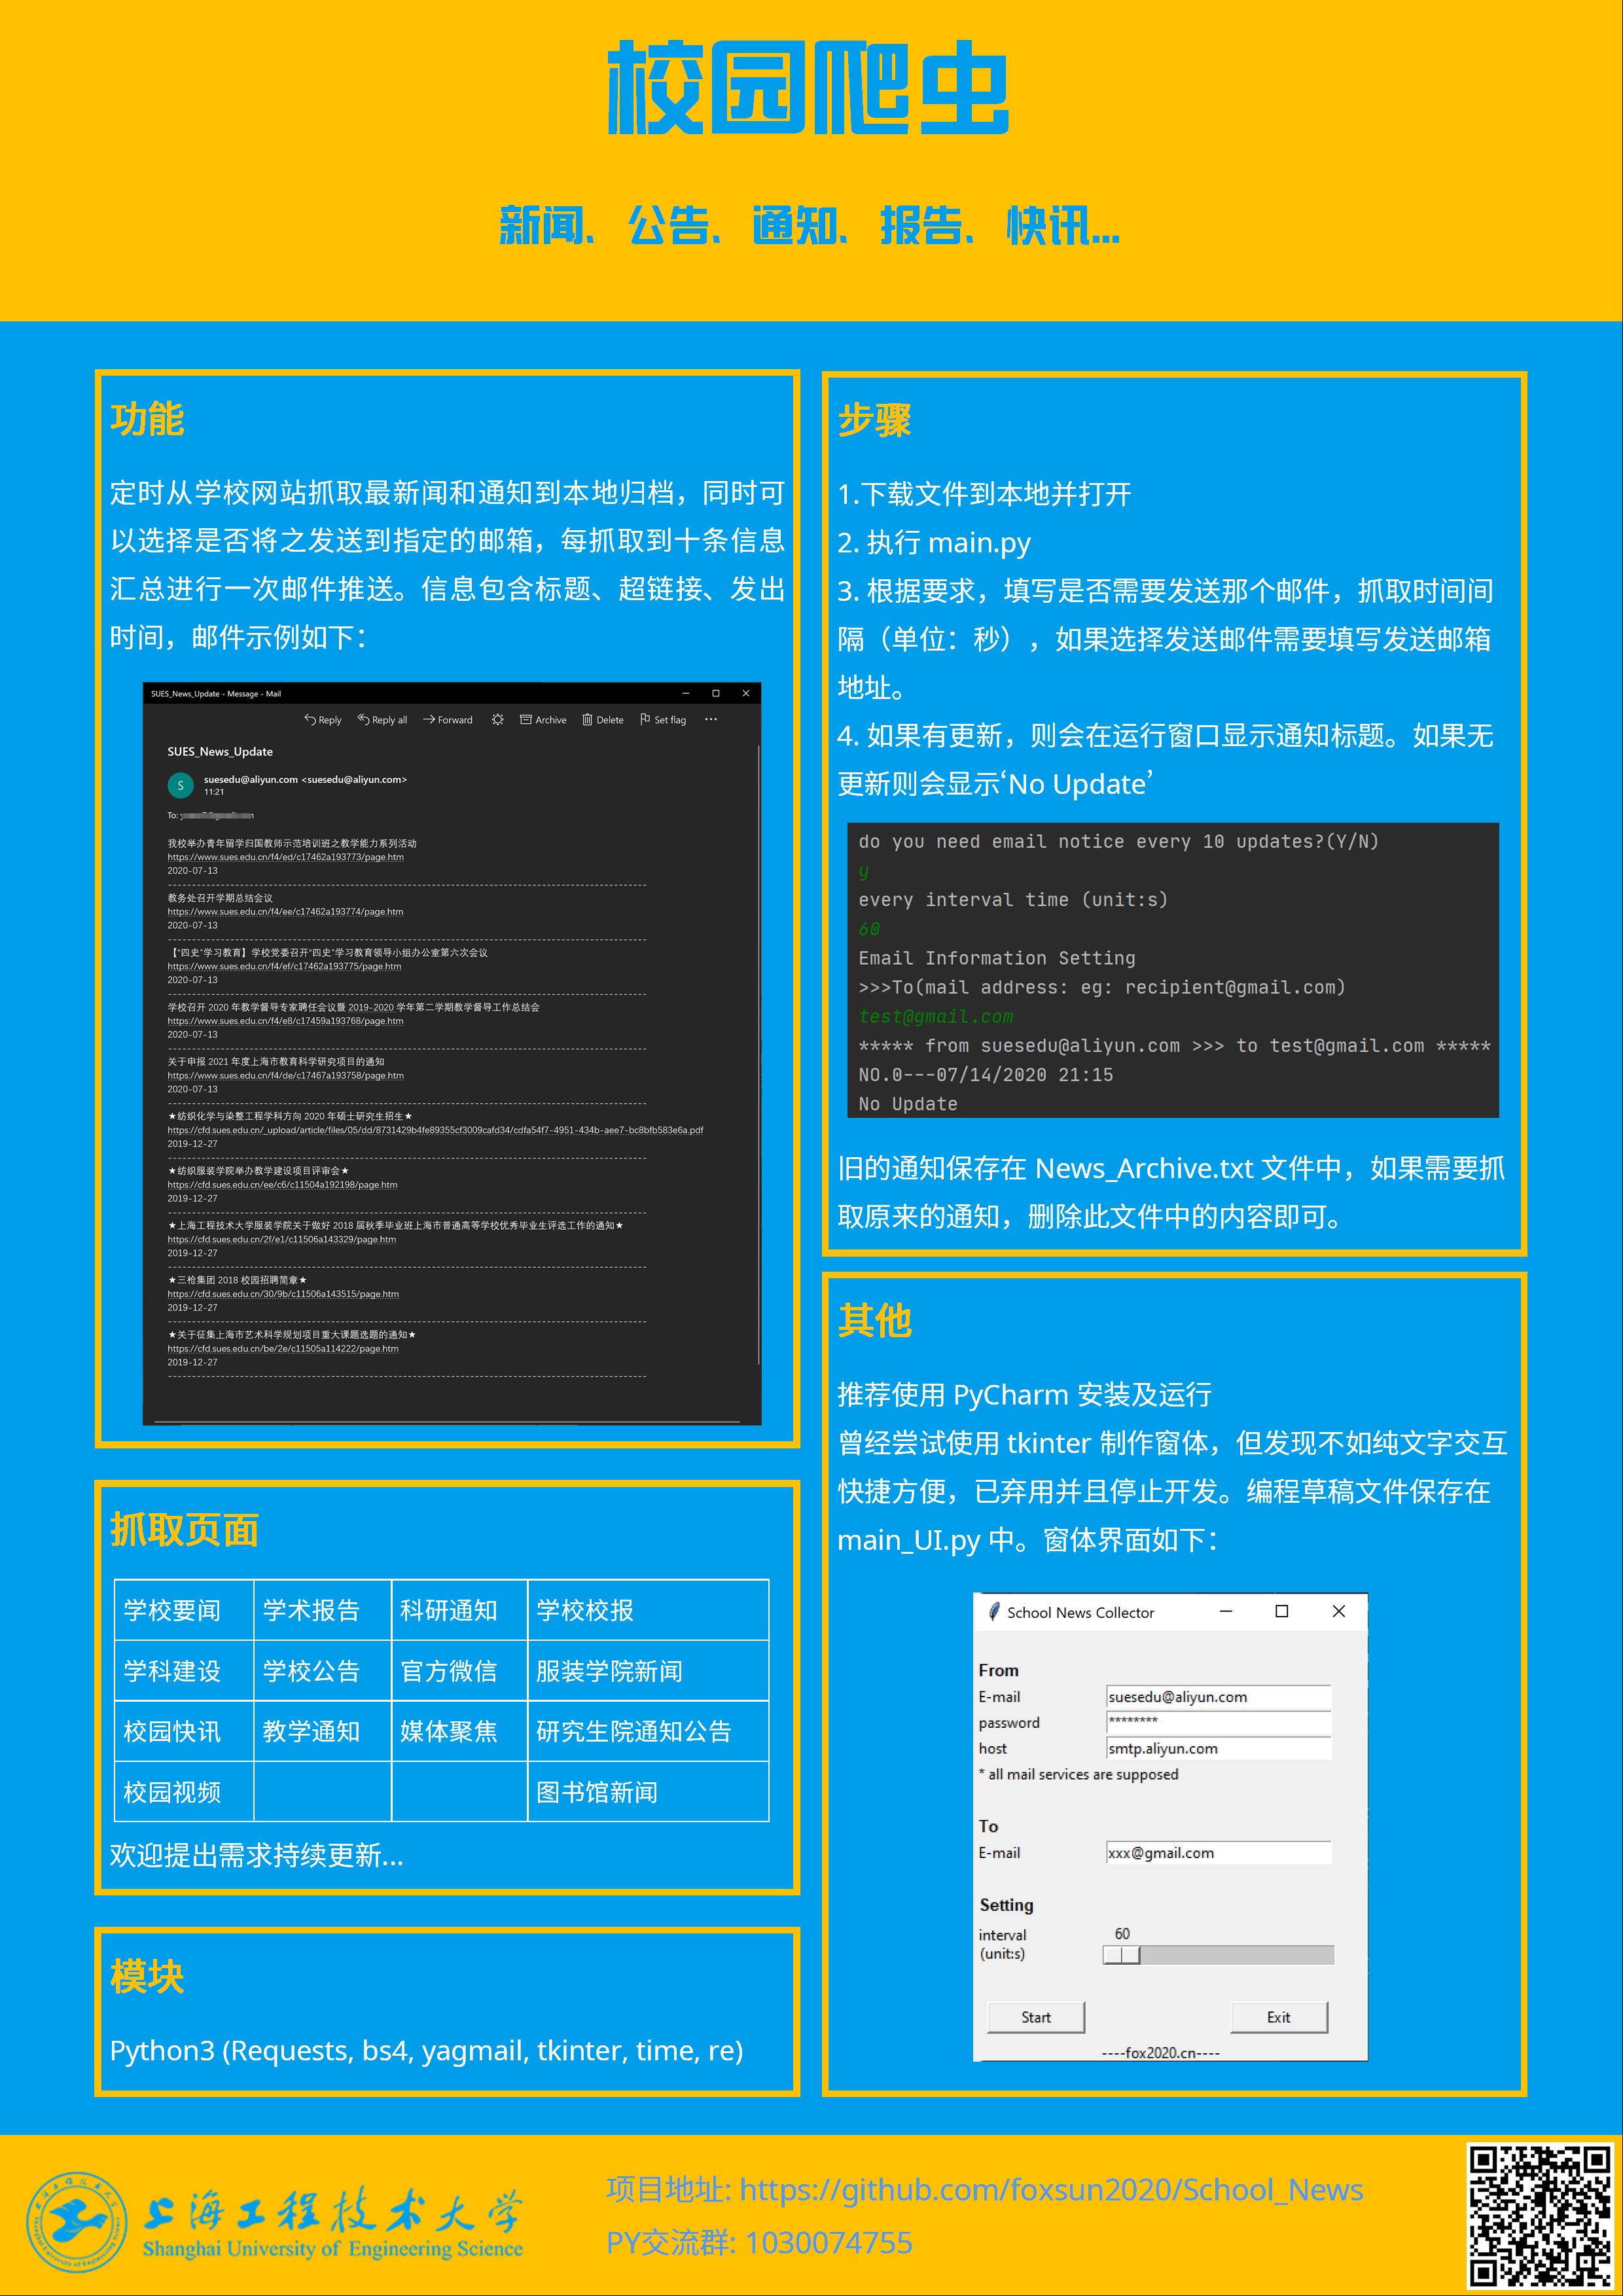 校园爬虫
新闻、公告、通知、报告、快讯...
功能
定时从学校网站抓取最新闻和通知到本地归档，同时可
以选择是否将之发送到指定的邮箱，每抓取到十条信息
汇总进行一次邮件推送。信息包含标题、超链接、发出
时间，邮件示例如下：
SUES_News_Update - Message - Mail
Reply Reply all Forward Archive Delete Set flag ...
SUES_News_Update
S
suesedu@aliyun.com <suesedu@aliyun.com>
11:21
To:
我校举办青年留学归国教师示范培训班之教学能力系列活动
https://www.sues.edu.cn/f4/ed/c17462a193773/page.htm
2020-07-13
教务处召开学期总结会议
https://www.sues.edu.cn/f4/ee/c17462a193774/page.htm
2020-07-13
【“四史”学习教育】学校党委召开“四史”学习教育领导小组办公室第六次会议
https://www.sues.edu.cn/f4/ef/c17462a193775/page.htm
2020-07-13
学校召开 2020 年教学督导专家聘任会议暨 2019-2020 学年第二学期教学督导工作总结会
https://www.sues.edu.cn/f4/e8/c17459a193768/page.htm
2020-07-13
关于申报 2021 年度上海市教育科学研究项目的通知
https://www.sues.edu.cn/f4/de/c17467a193758/page.htm
2020-07-13
★纺织化学与染整工程学科方向 2020 年硕士研究生招生★
https://cfd.sues.edu.cn/_upload/article/files/05/dd/8731429b4fe89355cf3009cafd34/cdfa54f7-4951-434b-aee7-bc8bfb583e6a.pdf
2019-12-27
★纺织服装学院举办教学建设项目评审会★
https://cfd.sues.edu.cn/ee/c6/c11504a192198/page.htm
2019-12-27
★上海工程技术大学服装学院关于做好 2018 届秋季毕业班上海市普通高等学校优秀毕业生评选工作的通知★
https://cfd.sues.edu.cn/2f/e1/c11506a143329/page.htm
2019-12-27
★三枪集团 2018 校园招聘简章★
https://cfd.sues.edu.cn/30/9b/c11506a143515/page.htm
2019-12-27
★关于征集上海市艺术科学规划项目重大课题选题的通知★
https://cfd.sues.edu.cn/be/2e/c11505a114222/page.htm
2019-12-27
抓取页面
学校要闻 学术报告 科研通知 学校校报
学科建设 学校公告 官方微信 服装学院新闻
校园快讯 教学通知 媒体聚焦 研究生院通知公告
校园视频 图书馆新闻
欢迎提出需求持续更新...
模块
Python3 (Requests, bs4, yagmail, tkinter, time, re)
步骤
1.下载文件到本地并打开
2. 执行 main.py
3. 根据要求，填写是否需要发送那个邮件，抓取时间间
隔（单位：秒），如果选择发送邮件需要填写发送邮箱
地址。
4. 如果有更新，则会在运行窗口显示通知标题。如果无
更新则会显示‘No Update’
do you need email notice every 10 updates?(Y/N)
y
every interval time (unit:s)
60
Email Information Setting
>>>To(mail address: eg: recipient@gmail.com)
test@gmail.com
***** from suesedu@aliyun.com >>> to test@gmail.com *****
NO.0---07/14/2020 21:15
No Update
旧的通知保存在 News_Archive.txt 文件中，如果需要抓
取原来的通知，删除此文件中的内容即可。
其他
推荐使用 PyCharm 安装及运行
曾经尝试使用 tkinter 制作窗体，但发现不如纯文字交互
快捷方便，已弃用并且停止开发。编程草稿文件保存在
main_UI.py 中。窗体界面如下：
School News Collector
From
E-mail suesedu@aliyun.com
password ********
host smtp.aliyun.com
* all mail services are supposed
To
E-mail xxx@gmail.com
Setting
interval 60
(unit:s)
Start Exit
----fox2020.cn----
上海工程技术大学
Shanghai University of Engineering Science
项目地址: https://github.com/foxsun2020/School_News
PY交流群: 1030074755